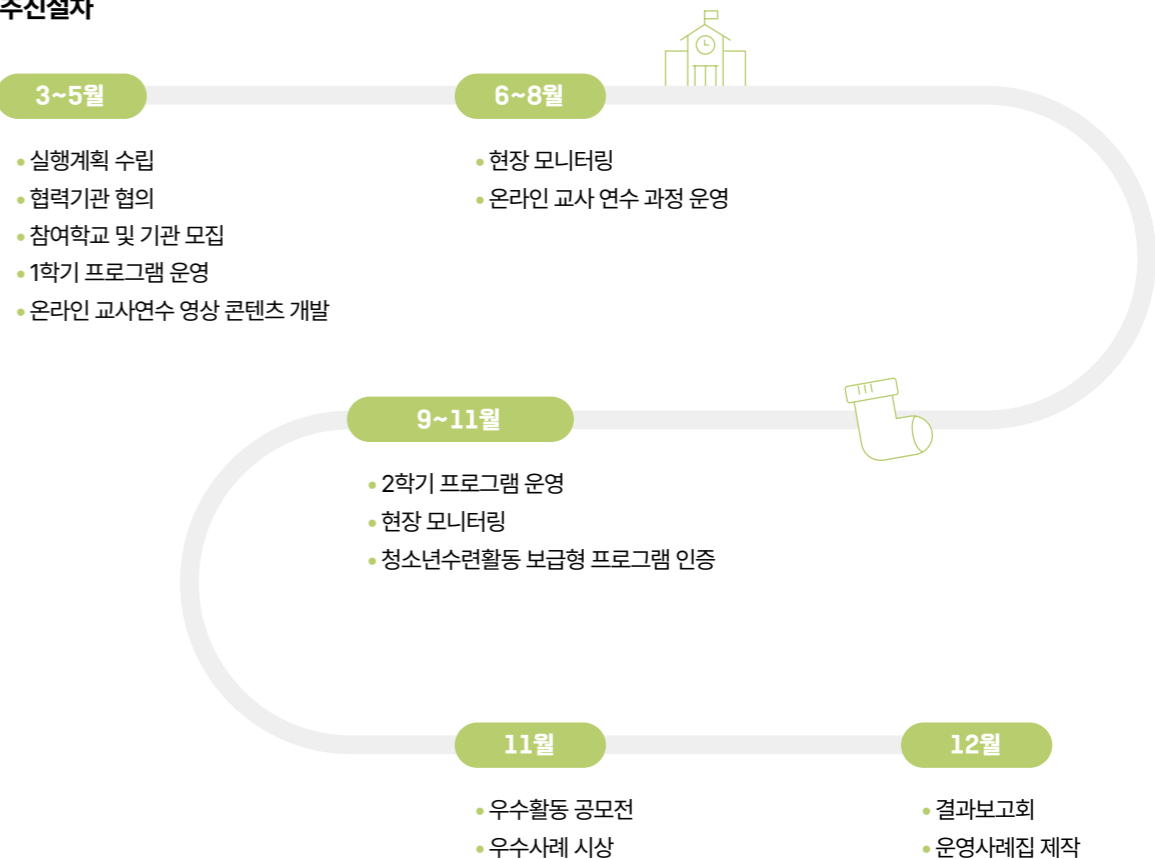 추진절차
3~5월
• 실행계획 수립
• 협력기관 협의
• 참여학교 및 기관 모집
• 1학기 프로그램 운영
• 온라인 교사연수 영상 콘텐츠 개발
6~8월
• 현장 모니터링
• 온라인 교사 연수 과정 운영
9~11월
• 2학기 프로그램 운영
• 현장 모니터링
• 청소년수련활동 보급형 프로그램 인증
11월
• 우수활동 공모전
• 우수사례 시상
12월
• 결과보고회
• 운영사례집 제작